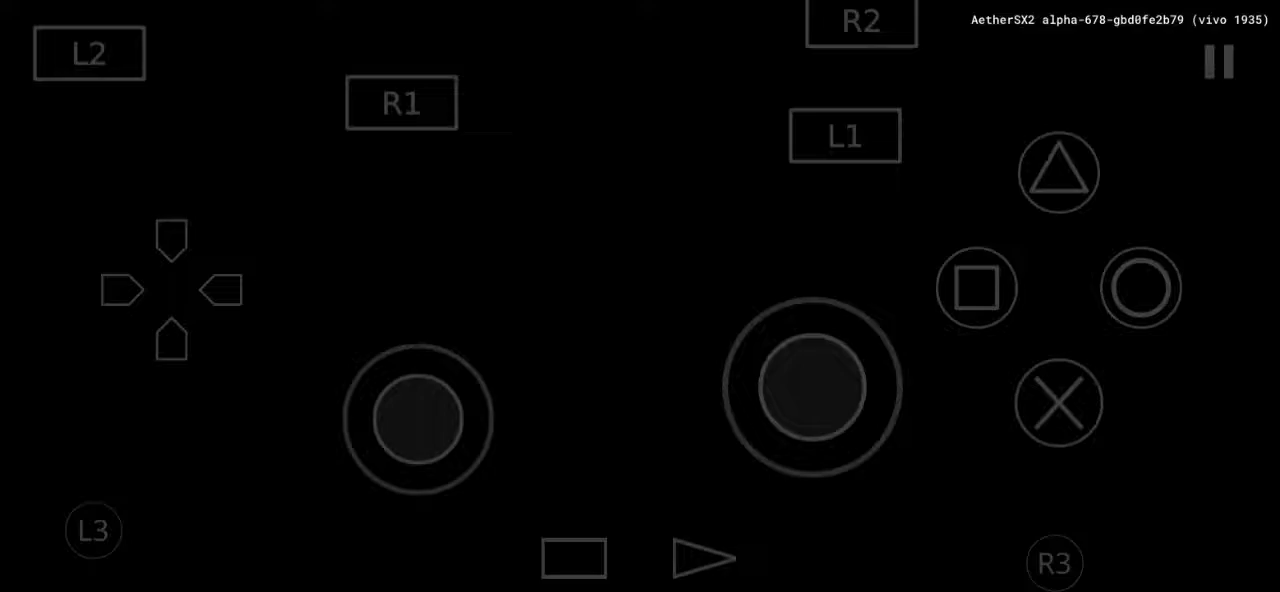 AetherSX2 alpha-678-gbd0fe2b79 (vivo 1935)
R2
L2
R1
L1
L3
R3